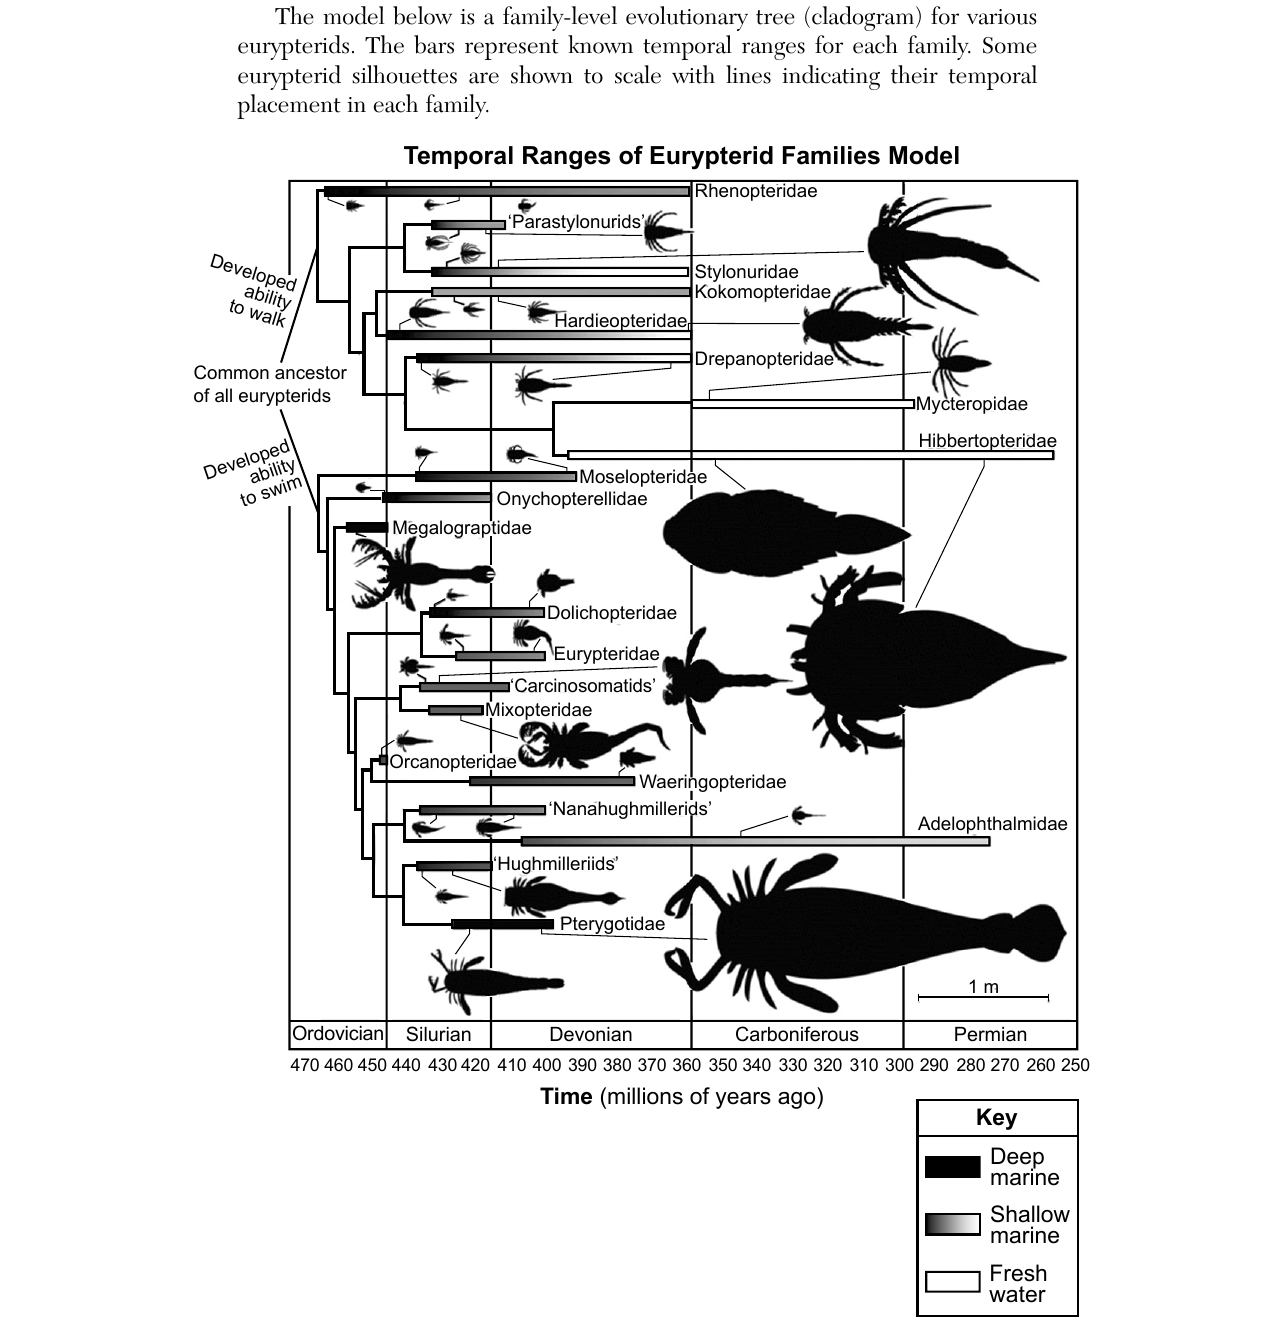 The model below is a family-level evolutionary tree (cladogram) for various
eurypterids. The bars represent known temporal ranges for each family. Some
eurypterid silhouettes are shown to scale with lines indicating their temporal
placement in each family.
Temporal Ranges of Eurypterid Families Model
Rhenopteridae
'Parastylonurids'
Developed
ability
to walk
Stylonuridae
Kokomopteridae
Hardieopteridae
Drepanopteridae
Common ancestor
of all eurypterids
Mycteropidae
Hibbertopteridae
Developed
ability
to swim
Moselopteridae
Onychopterellidae
Megalograptidae
Dolichopteridae
Eurypteridae
'Carcinosomatids'
Mixopteridae
Orcanopteridae
Waeringopteridae
'Nanahughmillerids'
Adelophthalmidae
'Hughmilleriids'
Pterygotidae
1 m
Ordovician Silurian Devonian Carboniferous Permian
470 460 450 440 430 420 410 400 390 380 370 360 350 340 330 320 310 300 290 280 270 260 250
Time (millions of years ago)
Key
Deep
marine
Shallow
marine
Fresh
water